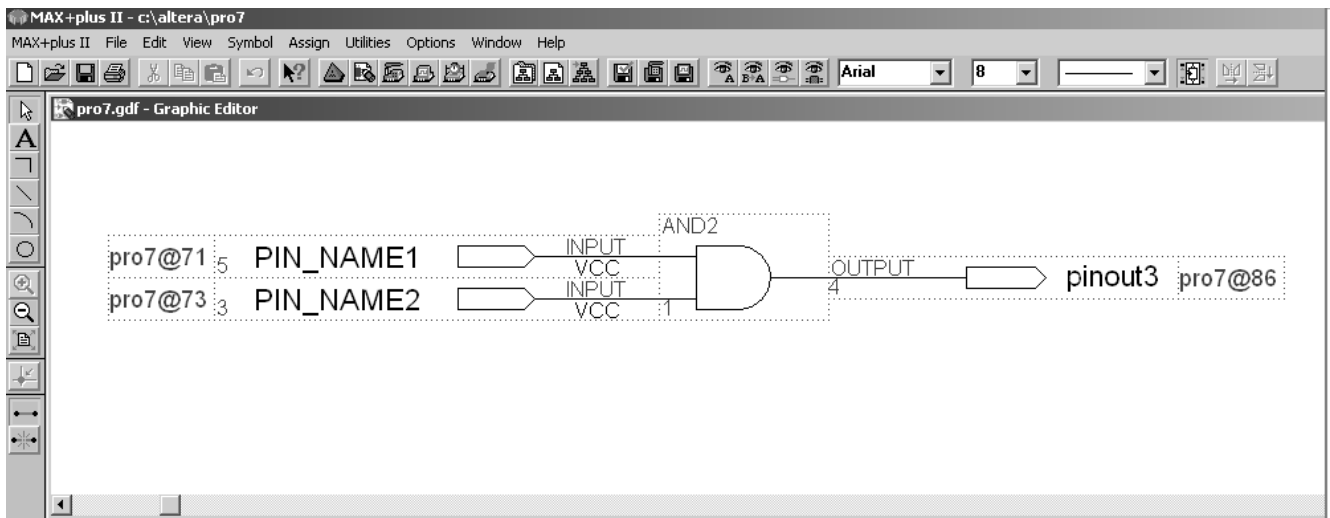 MAX+plus II - c:\altera\pro7
MAX+plus II File Edit View Symbol Assign Utilities Options Window Help
Arial 8
pro7.gdf - Graphic Editor
A
AND2
pro7@71 5 PIN_NAME1 INPUT VCC
OUTPUT 4 pinout3 pro7@86
pro7@73 3 PIN_NAME2 INPUT VCC 1